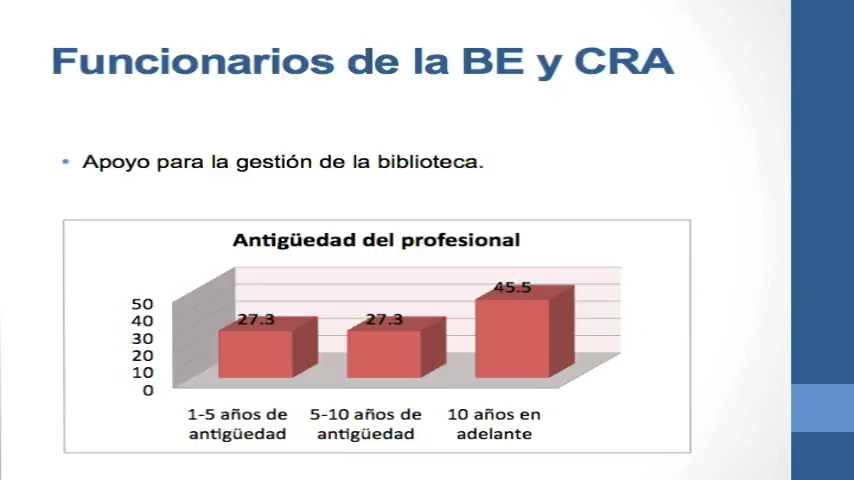 Funcionarios de la BE y CRA
• Apoyo para la gestión de la biblioteca.
Antigüedad del profesional
50
40
30
20
10
0
27.3
27.3
45.5
1-5 años de antigüedad
5-10 años de antigüedad
10 años en adelante